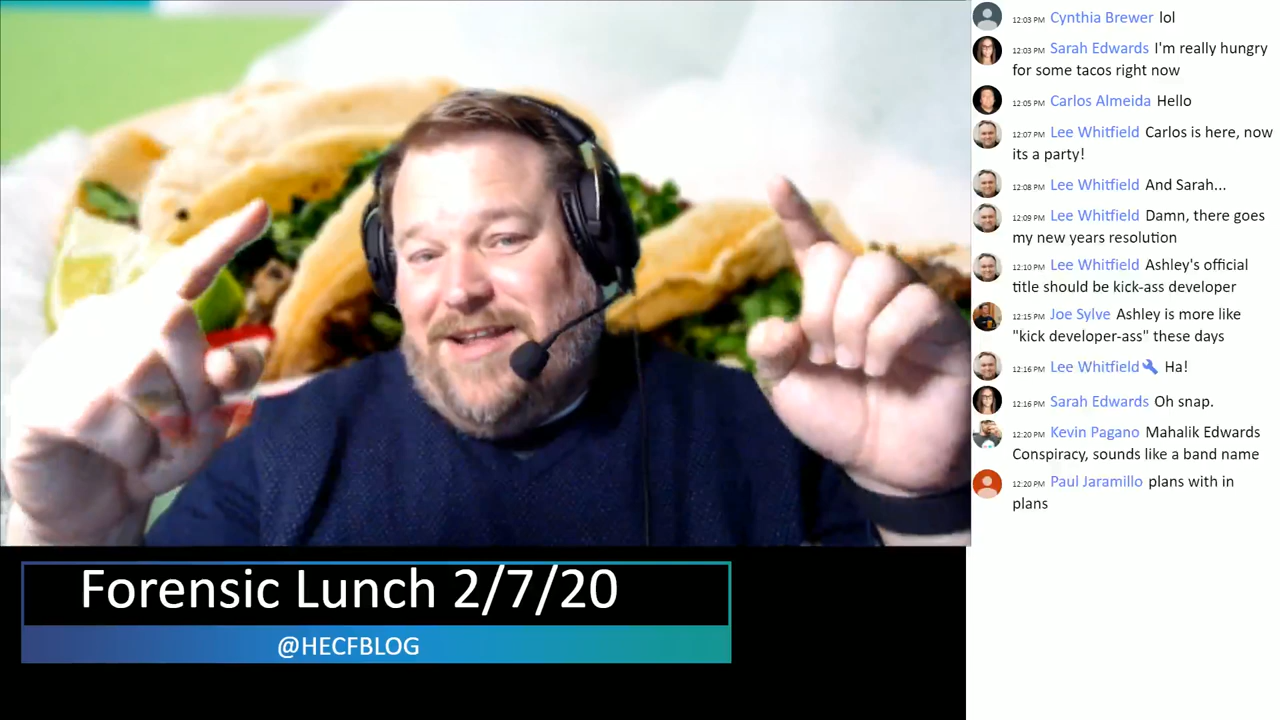 12:03 PM Cynthia Brewer lol
12:03 PM Sarah Edwards I'm really hungry
for some tacos right now
12:05 PM Carlos Almeida Hello
12:07 PM Lee Whitfield Carlos is here, now
its a party!
12:08 PM Lee Whitfield And Sarah...
12:09 PM Lee Whitfield Damn, there goes
my new years resolution
12:10 PM Lee Whitfield Ashley's official
title should be kick-ass developer
12:15 PM Joe Sylve Ashley is more like
"kick developer-ass" these days
12:16 PM Lee Whitfield Ha!
12:16 PM Sarah Edwards Oh snap.
12:20 PM Kevin Pagano Mahalik Edwards
Conspiracy, sounds like a band name
12:20 PM Paul Jaramillo plans with in
plans
Forensic Lunch 2/7/20
@HECFBLOG